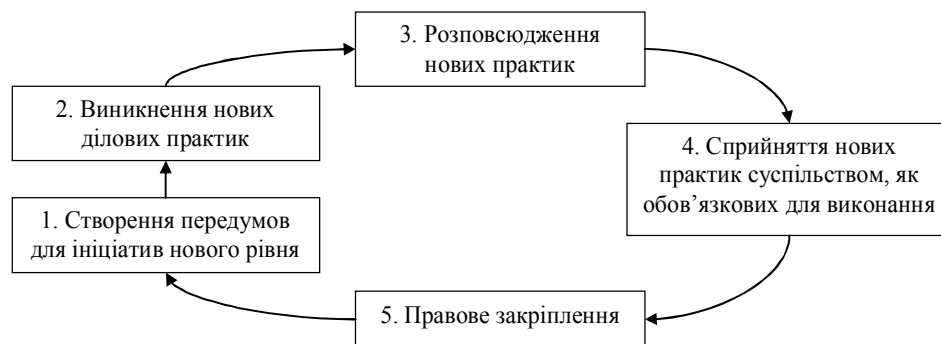 3. Розповсюдження
нових практик
2. Виникнення нових
ділових практик
4. Сприйняття нових
практик суспільством, як
обов’язкових для виконання
1. Створення передумов
для ініціатив нового рівня
5. Правове закріплення